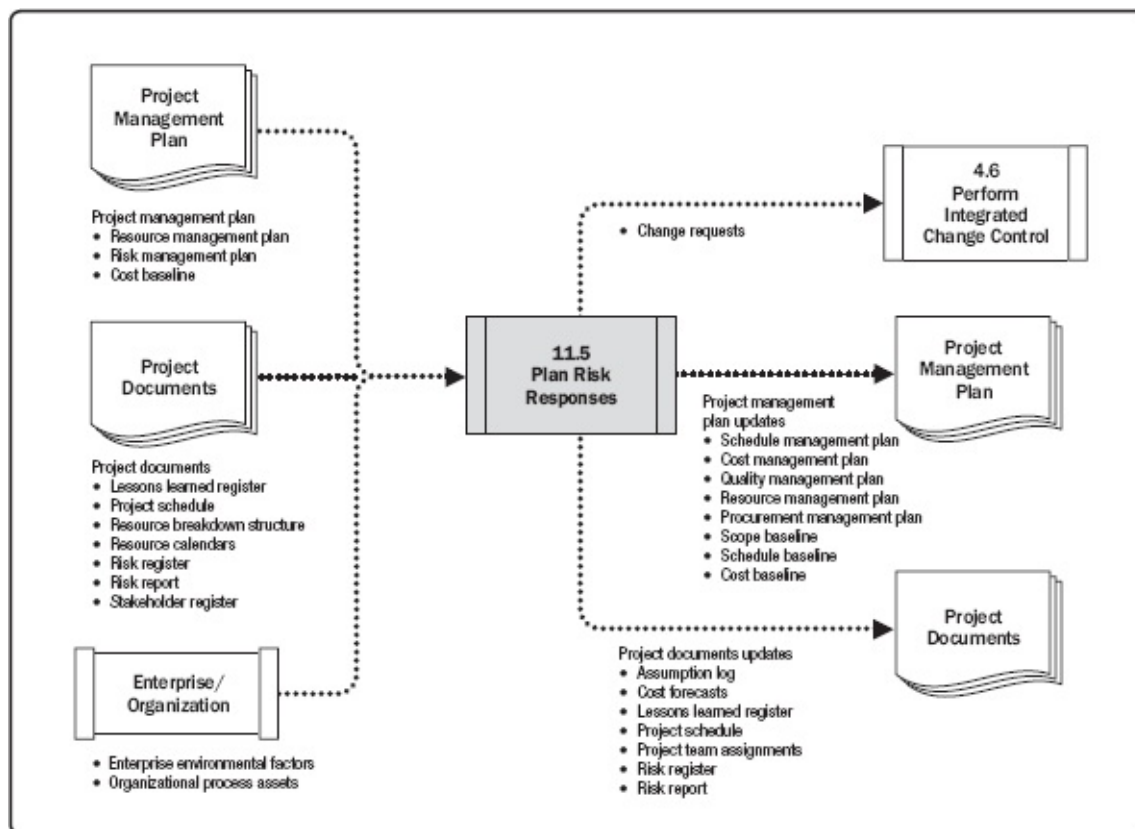 Project
Management
Plan
Project management plan
• Resource management plan
• Risk management plan
• Cost baseline
Project
Documents
Project documents
• Lessons learned register
• Project schedule
• Resource breakdown structure
• Resource calendars
• Risk register
• Risk report
• Stakeholder register
Enterprise/
Organization
• Enterprise environmental factors
• Organizational process assets
11.5
Plan Risk
Responses
• Change requests
4.6
Perform
Integrated
Change Control
Project
Management
Plan
Project management
plan updates
• Schedule management plan
• Cost management plan
• Quality management plan
• Resource management plan
• Procurement management plan
• Scope baseline
• Schedule baseline
• Cost baseline
Project
Documents
Project documents updates
• Assumption log
• Cost forecasts
• Lessons learned register
• Project schedule
• Project team assignments
• Risk register
• Risk report